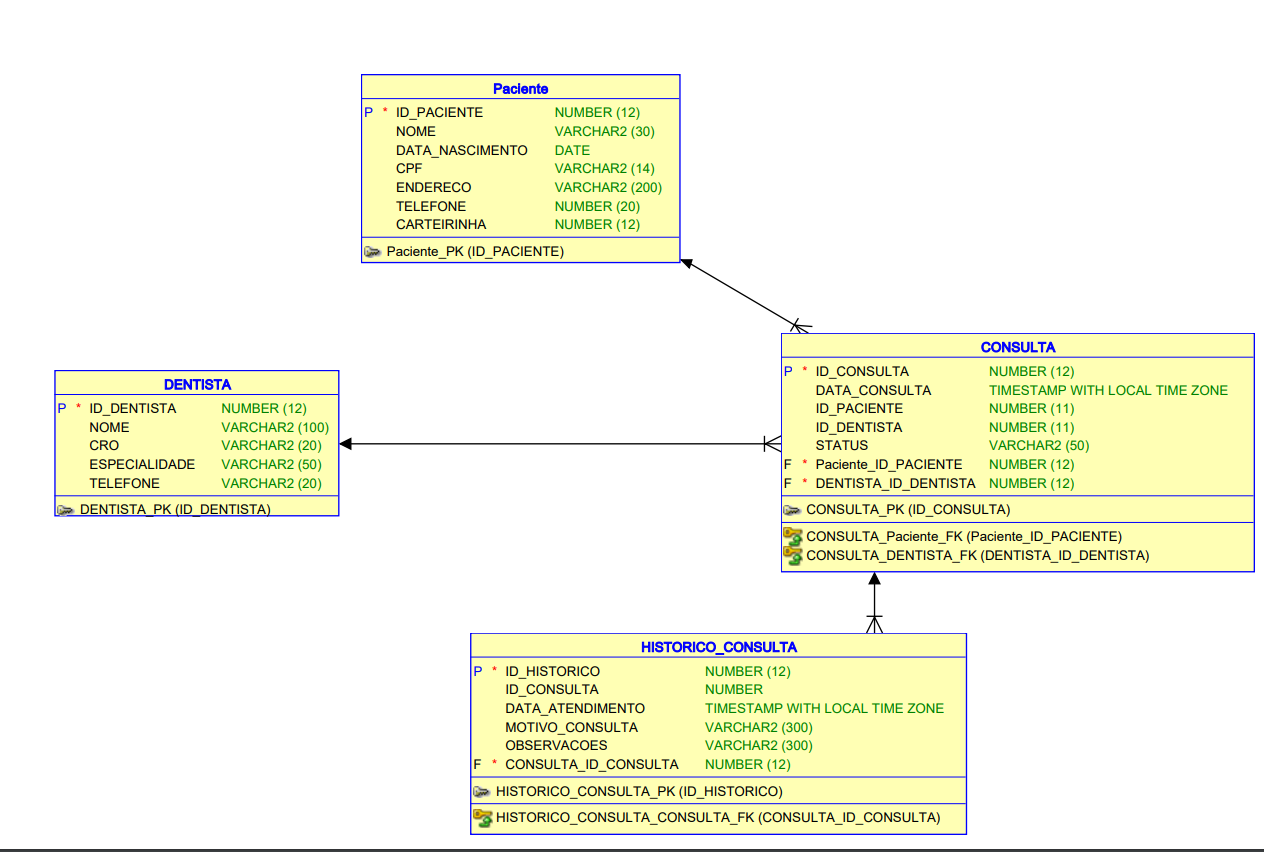 Paciente
P * ID_PACIENTE NUMBER (12)
NOME VARCHAR2 (30)
DATA_NASCIMENTO DATE
CPF VARCHAR2 (14)
ENDERECO VARCHAR2 (200)
TELEFONE NUMBER (20)
CARTEIRINHA NUMBER (12)
Paciente_PK (ID_PACIENTE)
DENTISTA
P * ID_DENTISTA NUMBER (12)
NOME VARCHAR2 (100)
CRO VARCHAR2 (20)
ESPECIALIDADE VARCHAR2 (50)
TELEFONE VARCHAR2 (20)
DENTISTA_PK (ID_DENTISTA)
CONSULTA
P * ID_CONSULTA NUMBER (12)
DATA_CONSULTA TIMESTAMP WITH LOCAL TIME ZONE
ID_PACIENTE NUMBER (11)
ID_DENTISTA NUMBER (11)
STATUS VARCHAR2 (50)
F * Paciente_ID_PACIENTE NUMBER (12)
F * DENTISTA_ID_DENTISTA NUMBER (12)
CONSULTA_PK (ID_CONSULTA)
CONSULTA_Paciente_FK (Paciente_ID_PACIENTE)
CONSULTA_DENTISTA_FK (DENTISTA_ID_DENTISTA)
HISTORICO_CONSULTA
P * ID_HISTORICO NUMBER (12)
ID_CONSULTA NUMBER
DATA_ATENDIMENTO TIMESTAMP WITH LOCAL TIME ZONE
MOTIVO_CONSULTA VARCHAR2 (300)
OBSERVACOES VARCHAR2 (300)
F * CONSULTA_ID_CONSULTA NUMBER (12)
HISTORICO_CONSULTA_PK (ID_HISTORICO)
HISTORICO_CONSULTA_CONSULTA_FK (CONSULTA_ID_CONSULTA)